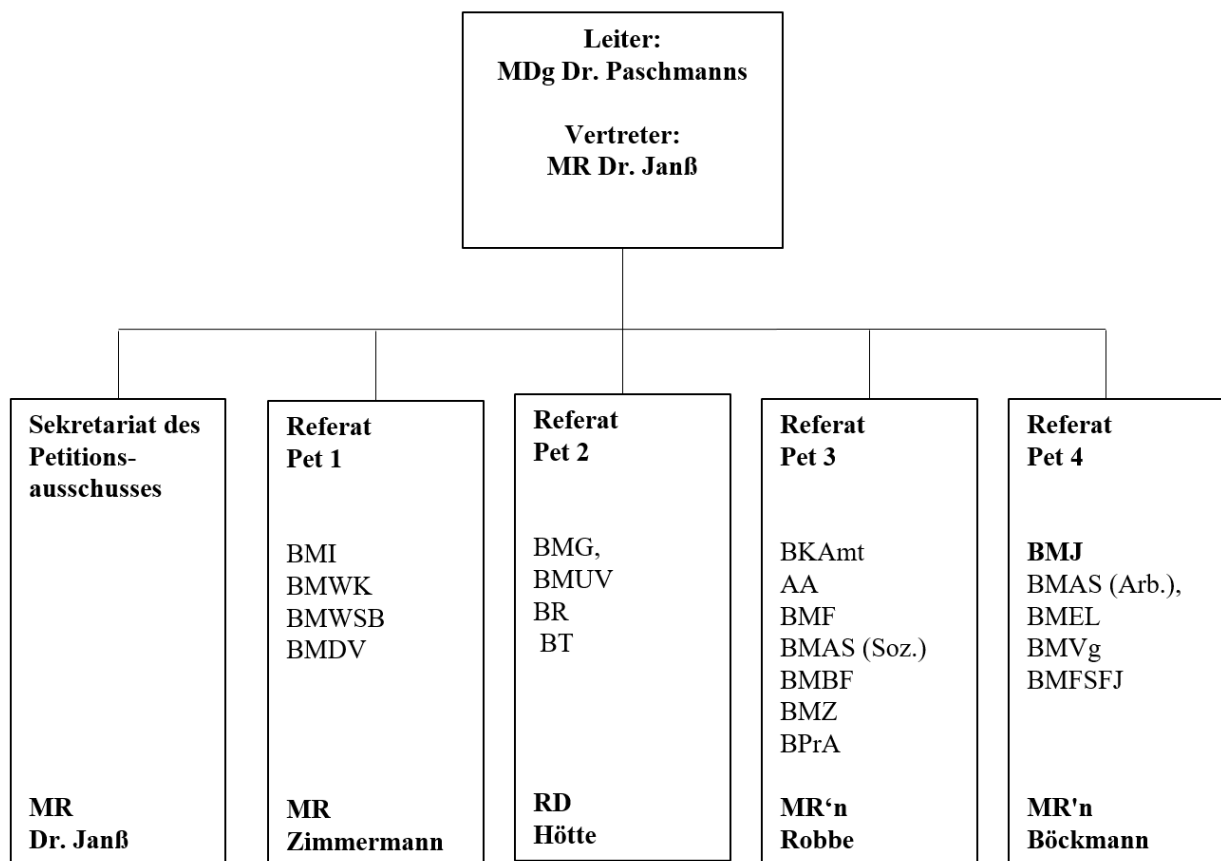 Leiter:
MDg Dr. Paschmanns
Vertreter:
MR Dr. Janß
Sekretariat des
Petitions-
ausschusses
MR
Dr. Janß
Referat
Pet 1
BMI
BMWK
BMWSB
BMDV
MR
Zimmermann
Referat
Pet 2
BMG,
BMUV
BR
BT
RD
Hötte
Referat
Pet 3
BKAmt
AA
BMF
BMAS (Soz.)
BMBF
BMZ
BPrA
MR‘n
Robbe
Referat
Pet 4
BMJ
BMAS (Arb.),
BMEL
BMVg
BMFSFJ
MR'n
Böckmann